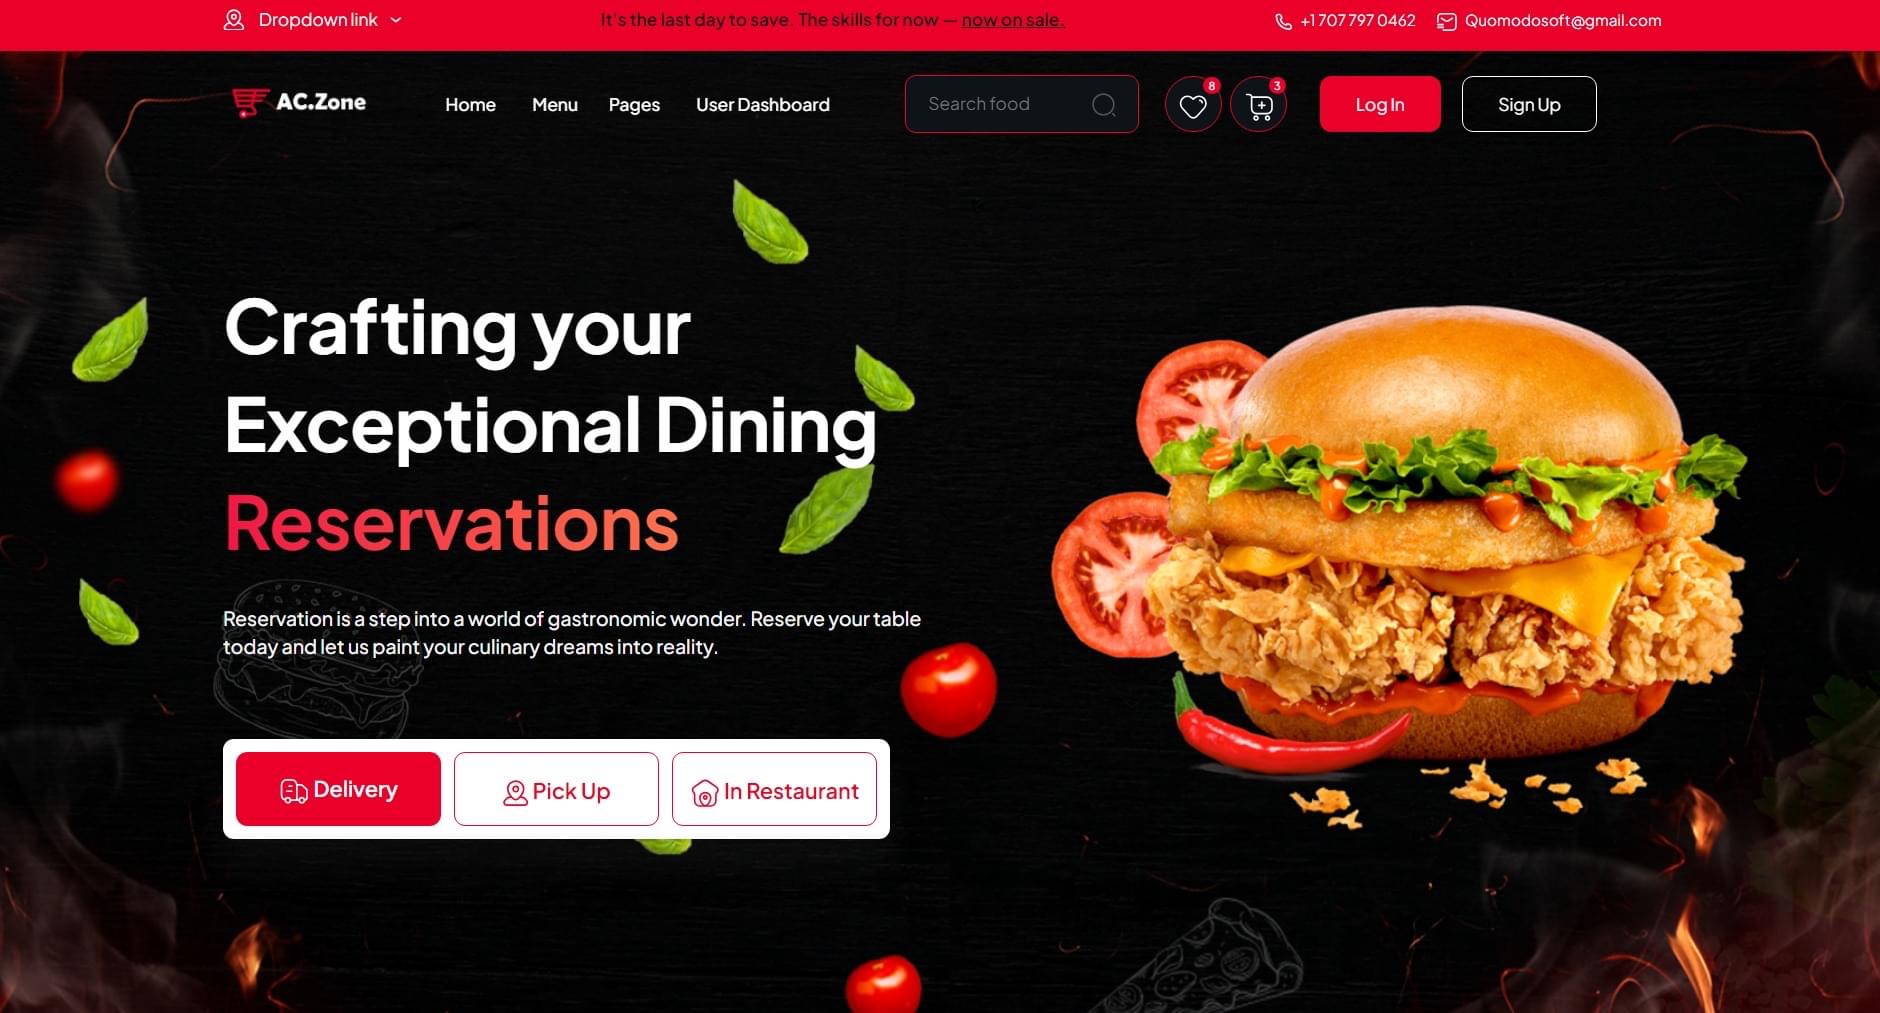 Dropdown link
It's the last day to save. The skills for now — now on sale.
+1 707 797 0462
Quomodosoft@gmail.com
AC.Zone
Home
Menu
Pages
User Dashboard
Search food
8
3
Log In
Sign Up
Crafting your
Exceptional Dining
Reservations
Reservation is a step into a world of gastronomic wonder. Reserve your table
today and let us paint your culinary dreams into reality.
Delivery
Pick Up
In Restaurant